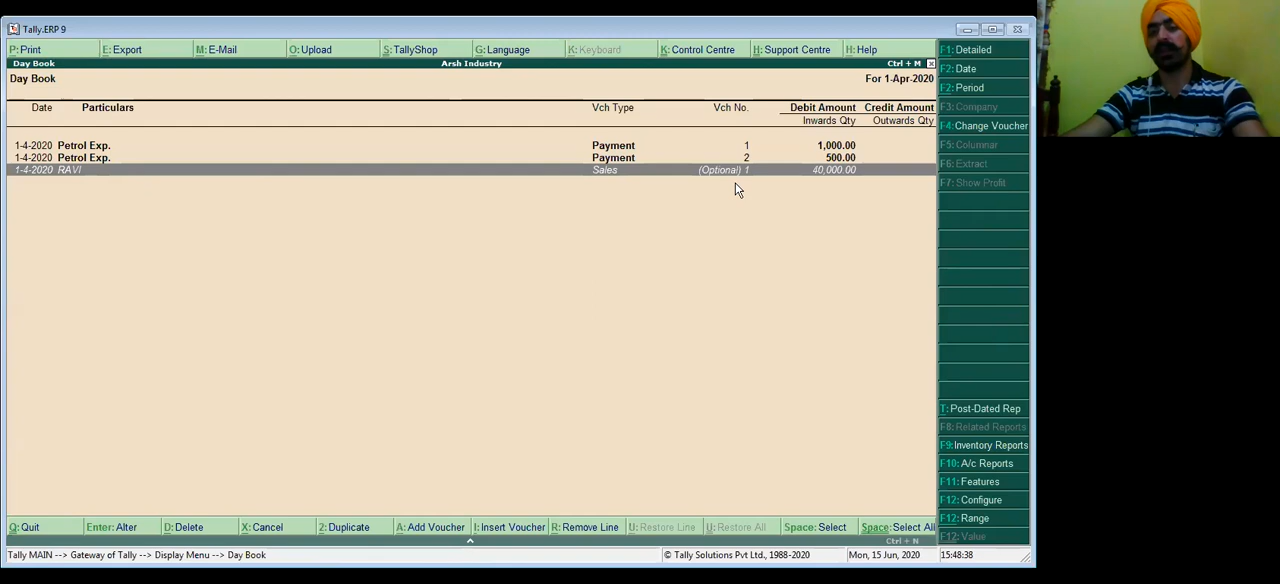 Tally.ERP 9
P: Print E: Export M: E-Mail O: Upload S: TallyShop G: Language K: Keyboard K: Control Centre H: Support Centre H: Help
Day Book Arsh Industry Ctrl + M
Day Book For 1-Apr-2020
Date Particulars Vch Type Vch No. Debit Amount Credit Amount
Inwards Qty Outwards Qty
1-4-2020 Petrol Exp. Payment 1 1,000.00
1-4-2020 Petrol Exp. Payment 2 500.00
1-4-2020 RAVI Sales (Optional) 1 40,000.00
F1: Detailed
F2: Date
F2: Period
F3: Company
F4: Change Voucher
F5: Columnar
F6: Extract
F7: Show Profit
T: Post-Dated Rep
F8: Related Reports
F9: Inventory Reports
F10: A/c Reports
F11: Features
F12: Configure
F12: Range
F12: Value
Q: Quit Enter: Alter D: Delete X: Cancel 2: Duplicate A: Add Voucher I: Insert Voucher R: Remove Line U: Restore Line U: Restore All Space: Select Space: Select All
Ctrl + N
Tally MAIN --> Gateway of Tally --> Display Menu --> Day Book © Tally Solutions Pvt Ltd., 1988-2020 Mon, 15 Jun, 2020 15:48:38